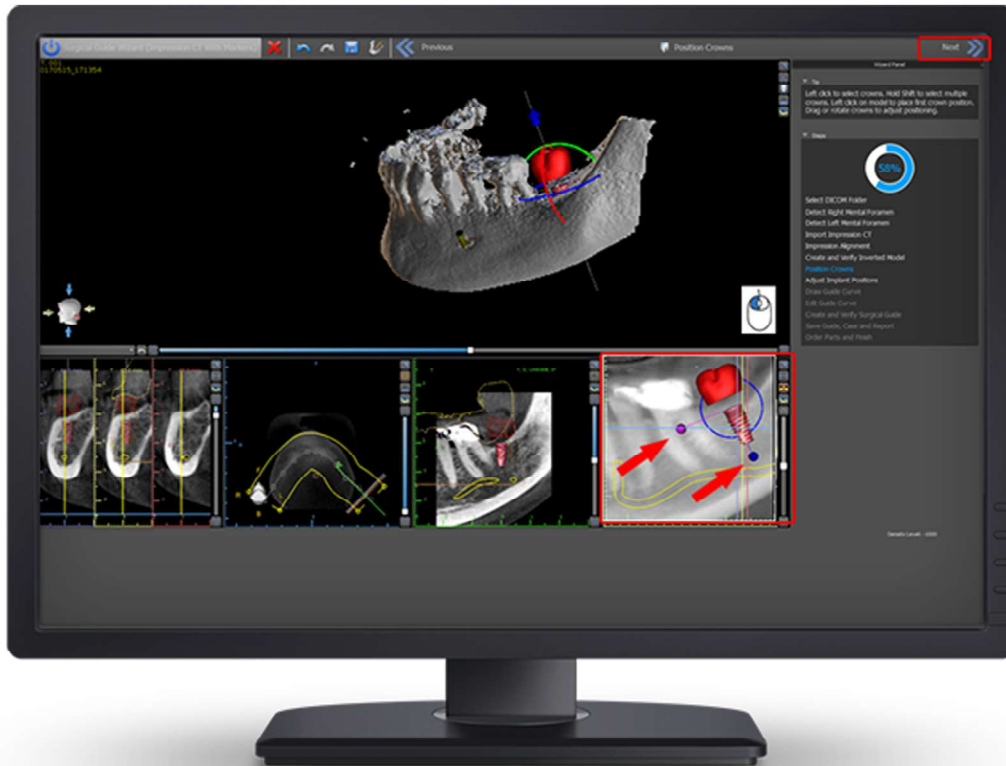 Surgical Guide Wizard (Impression CT With Markers)
Previous
Position Crowns
Next
Wizard Panel
Tip
Left click to select crowns. Hold Shift to select multiple
crowns. Left click on model to place first crown position.
Drag or rotate crowns to adjust positioning.
Steps
58%
Select DICOM Folder
Detect Right Mental Foramen
Detect Left Mental Foramen
Import Impression CT
Impression Alignment
Create and Verify Inverted Model
Position Crowns
Adjust Implant Positions
Draw Guide Curve
Edit Guide Curve
Create and Verify Surgical Guide
Save Guide, Case and Report
Order Parts and Finish